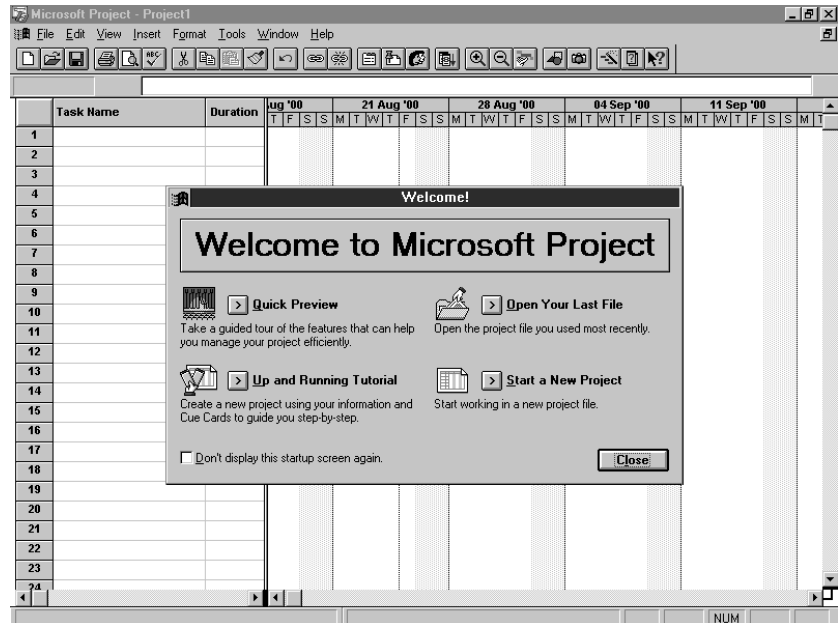 Microsoft Project - Project1
File Edit View Insert Format Tools Window Help
ABC
Task Name Duration Aug '00 21 Aug '00 28 Aug '00 04 Sep '00 11 Sep '00
T F S S M T W T F S S M T W T F S S M T W T F S S M T W T F S S M T
1
2
3
4
5
6
7
8
9
10
11
12
13
14
15
16
17
18
19
20
21
22
23
24
Welcome!
Welcome to Microsoft Project
Quick Preview
Take a guided tour of the features that can help
you manage your project efficiently.
Open Your Last File
Open the project file you used most recently.
Up and Running Tutorial
Create a new project using your information and
Cue Cards to guide you step-by-step.
Start a New Project
Start working in a new project file.
Don't display this startup screen again.
Close
NUM